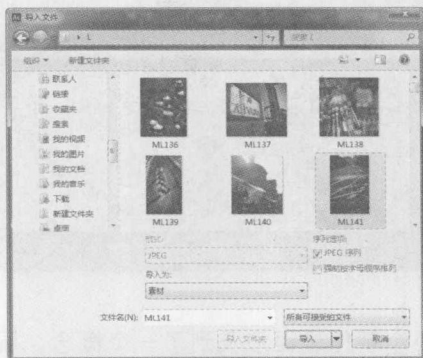 导入文件
1
组织 新建文件夹
联系人
链接
收藏夹
搜索
我的视频
我的图片
我的文档
我的音乐
下载
新建文件夹
桌面
ML136 ML137 ML138
ML139 ML140 ML141
序列选项:
JPEG
JPEG 序列
强制按字母顺序排列
导入为:
素材
文件名(N): ML141
所有可接受的文件
导入文件夹 导入 取消